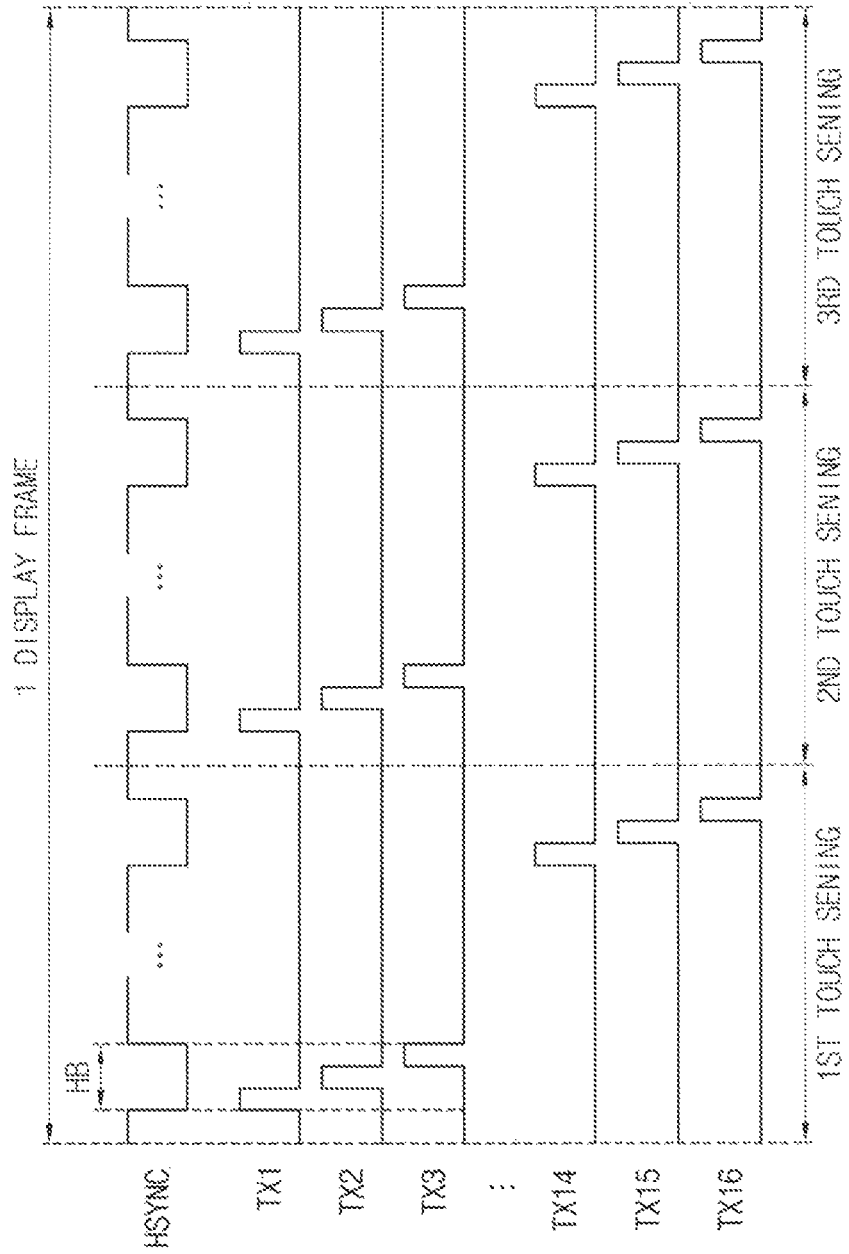 1 DISPLAY FRAME
HB
HSYNC
...
...
...
TX1
TX2
TX3
...
TX14
TX15
TX16
1ST TOUCH SENING
2ND TOUCH SENING
3RD TOUCH SENING